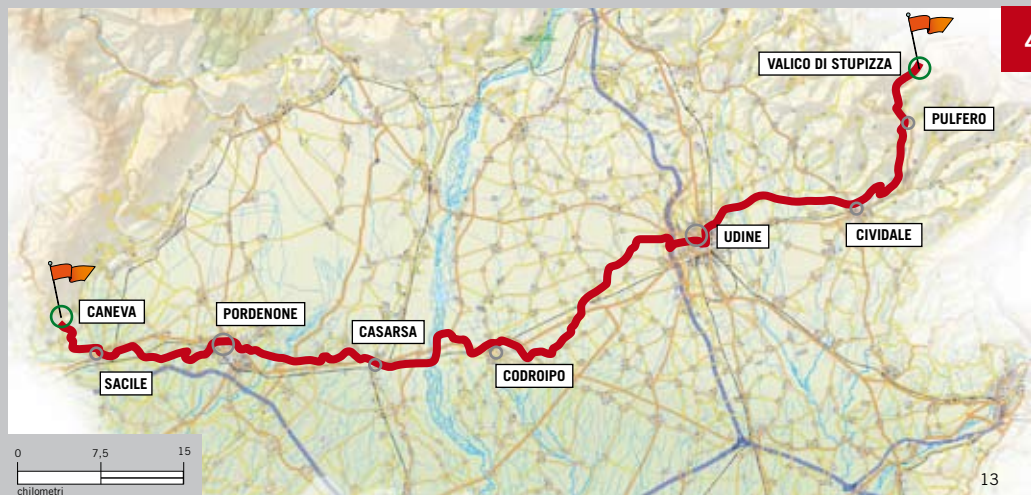 4
VALICO DI STUPIZZA
PULFERO
UDINE
CIVIDALE
CANEVA
PORDENONE
CASARSA
SACILE
CODROIPO
0 7,5 15
chilometri
13